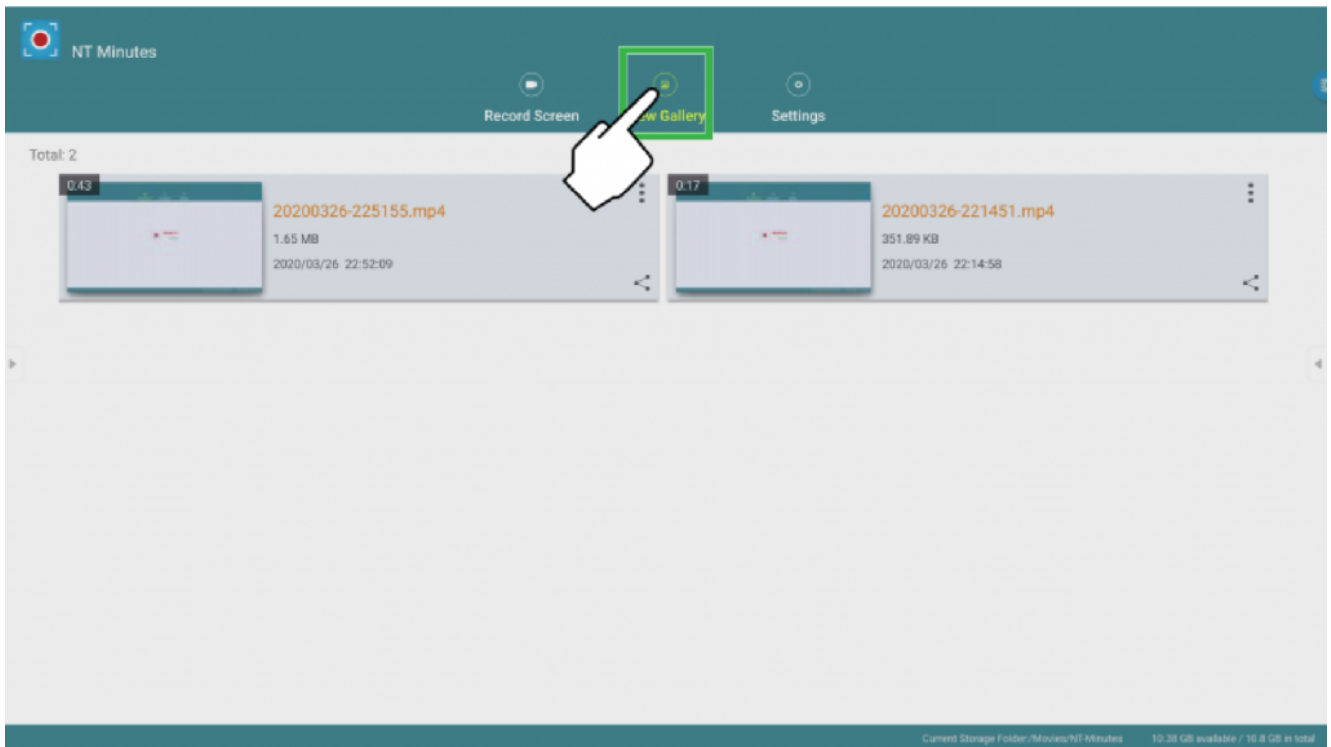 NT Minutes
Record Screen
Gallery
Settings
Total: 2
0:43
20200326-225155.mp4
1.65 MB
2020/03/26 22:52:09
0:17
20200326-221451.mp4
351.89 KB
2020/03/26 22:14:58
Current Storage Folder:/Movies/NT-Minutes 10.38 GB available / 10.8 GB in total